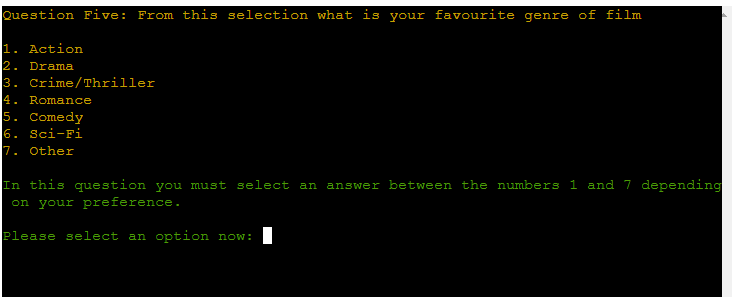 Question Five: From this selection what is your favourite genre of film
1. Action
2. Drama
3. Crime/Thriller
4. Romance
5. Comedy
6. Sci-Fi
7. Other
In this question you must select an answer between the numbers 1 and 7 depending
on your preference.
Please select an option now: